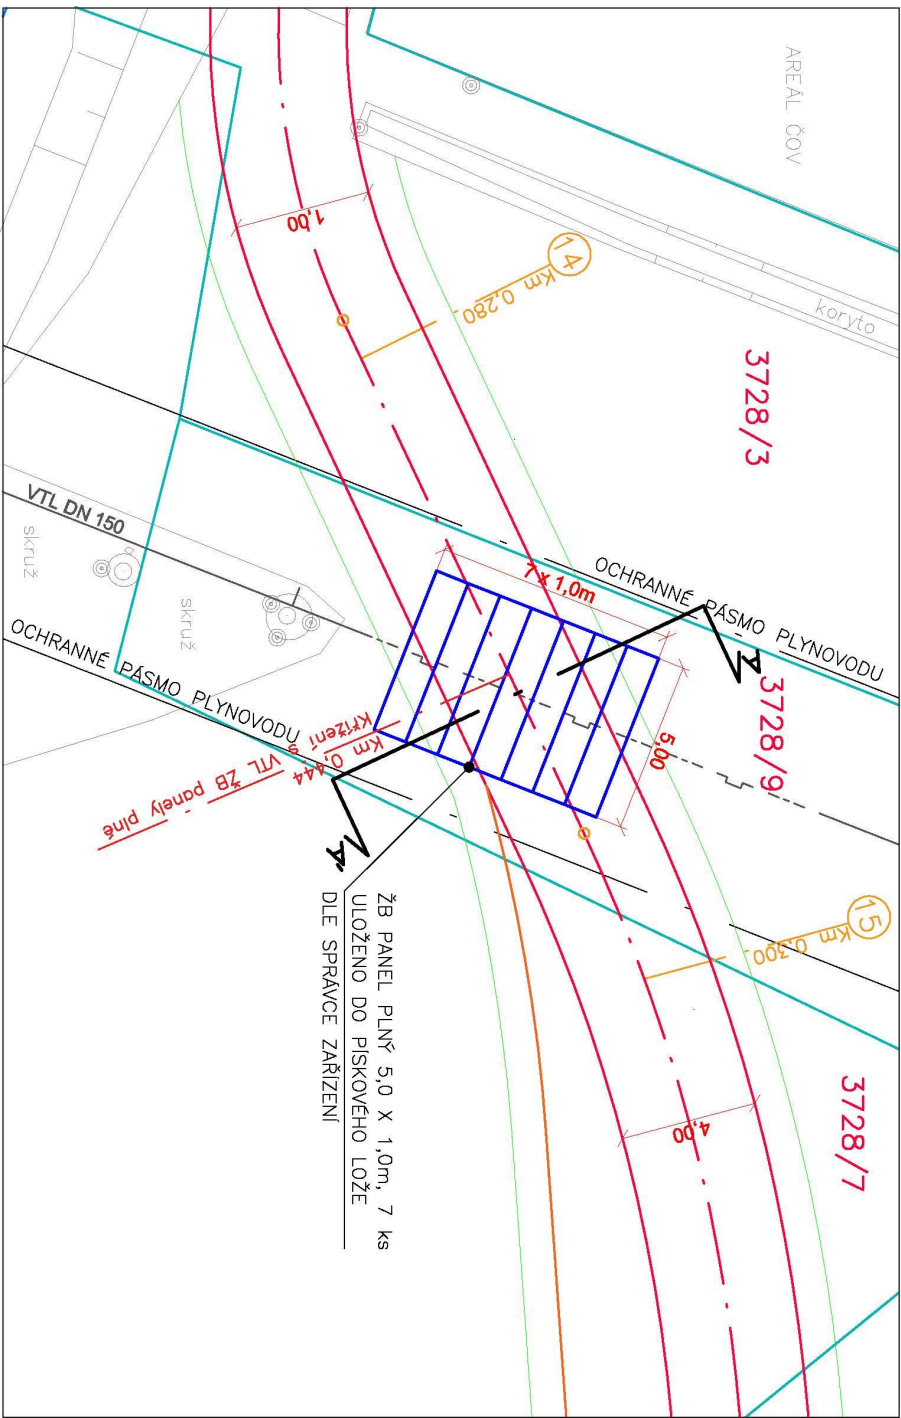 AREÁL ČOV
koryto
3728/3
1,00
14
Km 0,280
VTL DN 150
skruž
skruž
OCHRANNÉ PÁSMO PLYNOVODU
OCHRANNÉ PÁSMO PLYNOVODU
7 x 1,0m
5,00
A'
3728/9
Křížení s VTL - ŽB panely plné
Km 0,444
A'
15
Km 0,300
ŽB PANEL PLNÝ 5,0 X 1,0m, 7 ks
ULOŽENO DO PÍSKOVÉHO LOŽE
DLE SPRÁVCE ZAŘÍZENÍ
4,00
3728/7